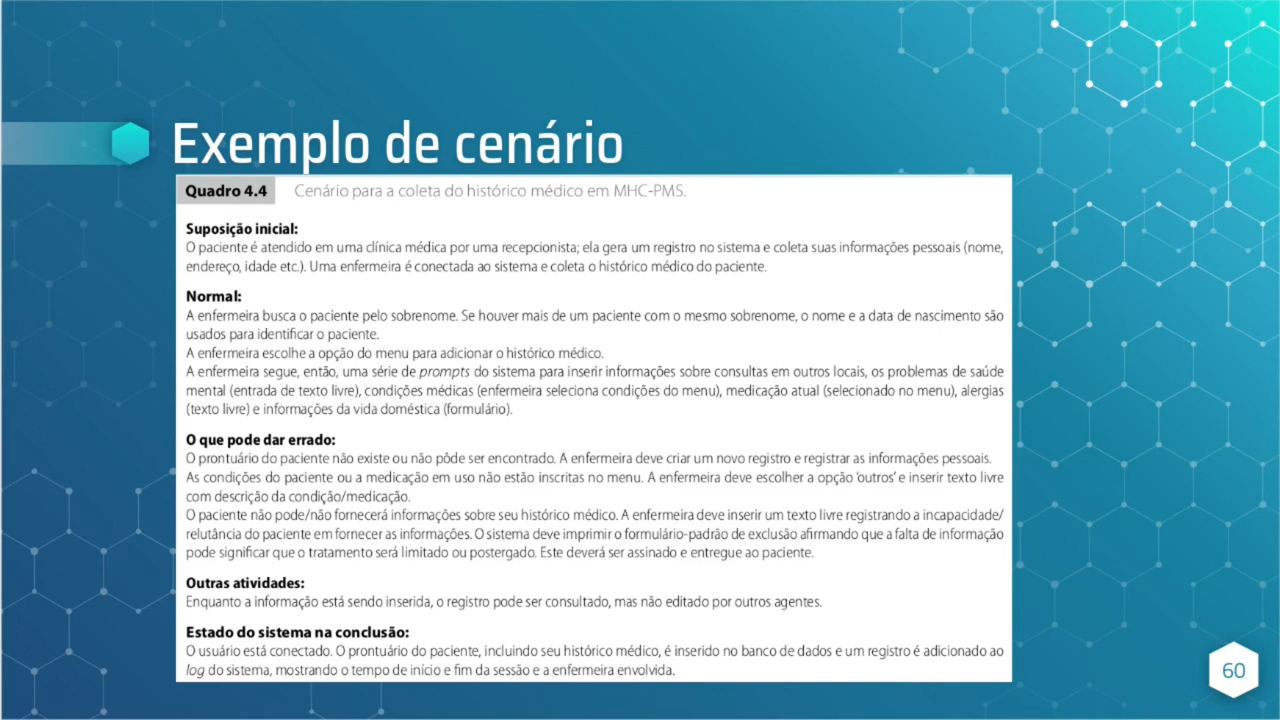 Exemplo de cenário
Quadro 4.4 Cenário para a coleta do histórico médico em MHC-PMS.
Suposição inicial:
O paciente é atendido em uma clínica médica por uma recepcionista; ela gera um registro no sistema e coleta suas informações pessoais (nome,
endereço, idade etc.). Uma enfermeira é conectada ao sistema e coleta o histórico médico do paciente.
Normal:
A enfermeira busca o paciente pelo sobrenome. Se houver mais de um paciente com o mesmo sobrenome, o nome e a data de nascimento são
usados para identificar o paciente.
A enfermeira escolhe a opção do menu para adicionar o histórico médico.
A enfermeira segue, então, uma série de prompts do sistema para inserir informações sobre consultas em outros locais, os problemas de saúde
mental (entrada de texto livre), condições médicas (enfermeira seleciona condições do menu), medicação atual (selecionado no menu), alergias
(texto livre) e informações da vida doméstica (formulário).
O que pode dar errado:
O prontuário do paciente não existe ou não pôde ser encontrado. A enfermeira deve criar um novo registro e registrar as informações pessoais.
As condições do paciente ou a medicação em uso não estão inscritas no menu. A enfermeira deve escolher a opção ‘outros’ e inserir texto livre
com descrição da condição/medicação.
O paciente não pode/não fornecerá informações sobre seu histórico médico. A enfermeira deve inserir um texto livre registrando a incapacidade/
relutância do paciente em fornecer as informações. O sistema deve imprimir o formulário-padrão de exclusão afirmando que a falta de informação
pode significar que o tratamento será limitado ou postergado. Este deverá ser assinado e entregue ao paciente.
Outras atividades:
Enquanto a informação está sendo inserida, o registro pode ser consultado, mas não editado por outros agentes.
Estado do sistema na conclusão:
O usuário está conectado. O prontuário do paciente, incluindo seu histórico médico, é inserido no banco de dados e um registro é adicionado ao
log do sistema, mostrando o tempo de início e fim da sessão e a enfermeira envolvida.
60